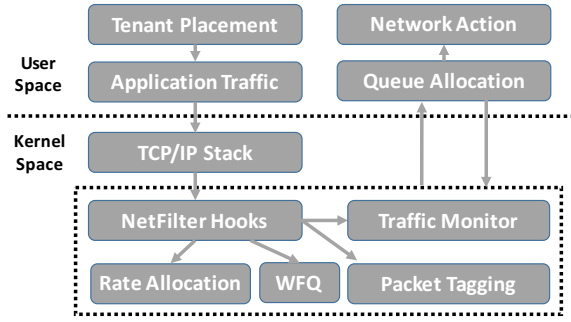 Tenant Placement
Network Action
User
Space
Application Traffic
Queue Allocation
Kernel
Space
TCP/IP Stack
NetFilter Hooks
Traffic Monitor
Rate Allocation
WFQ
Packet Tagging